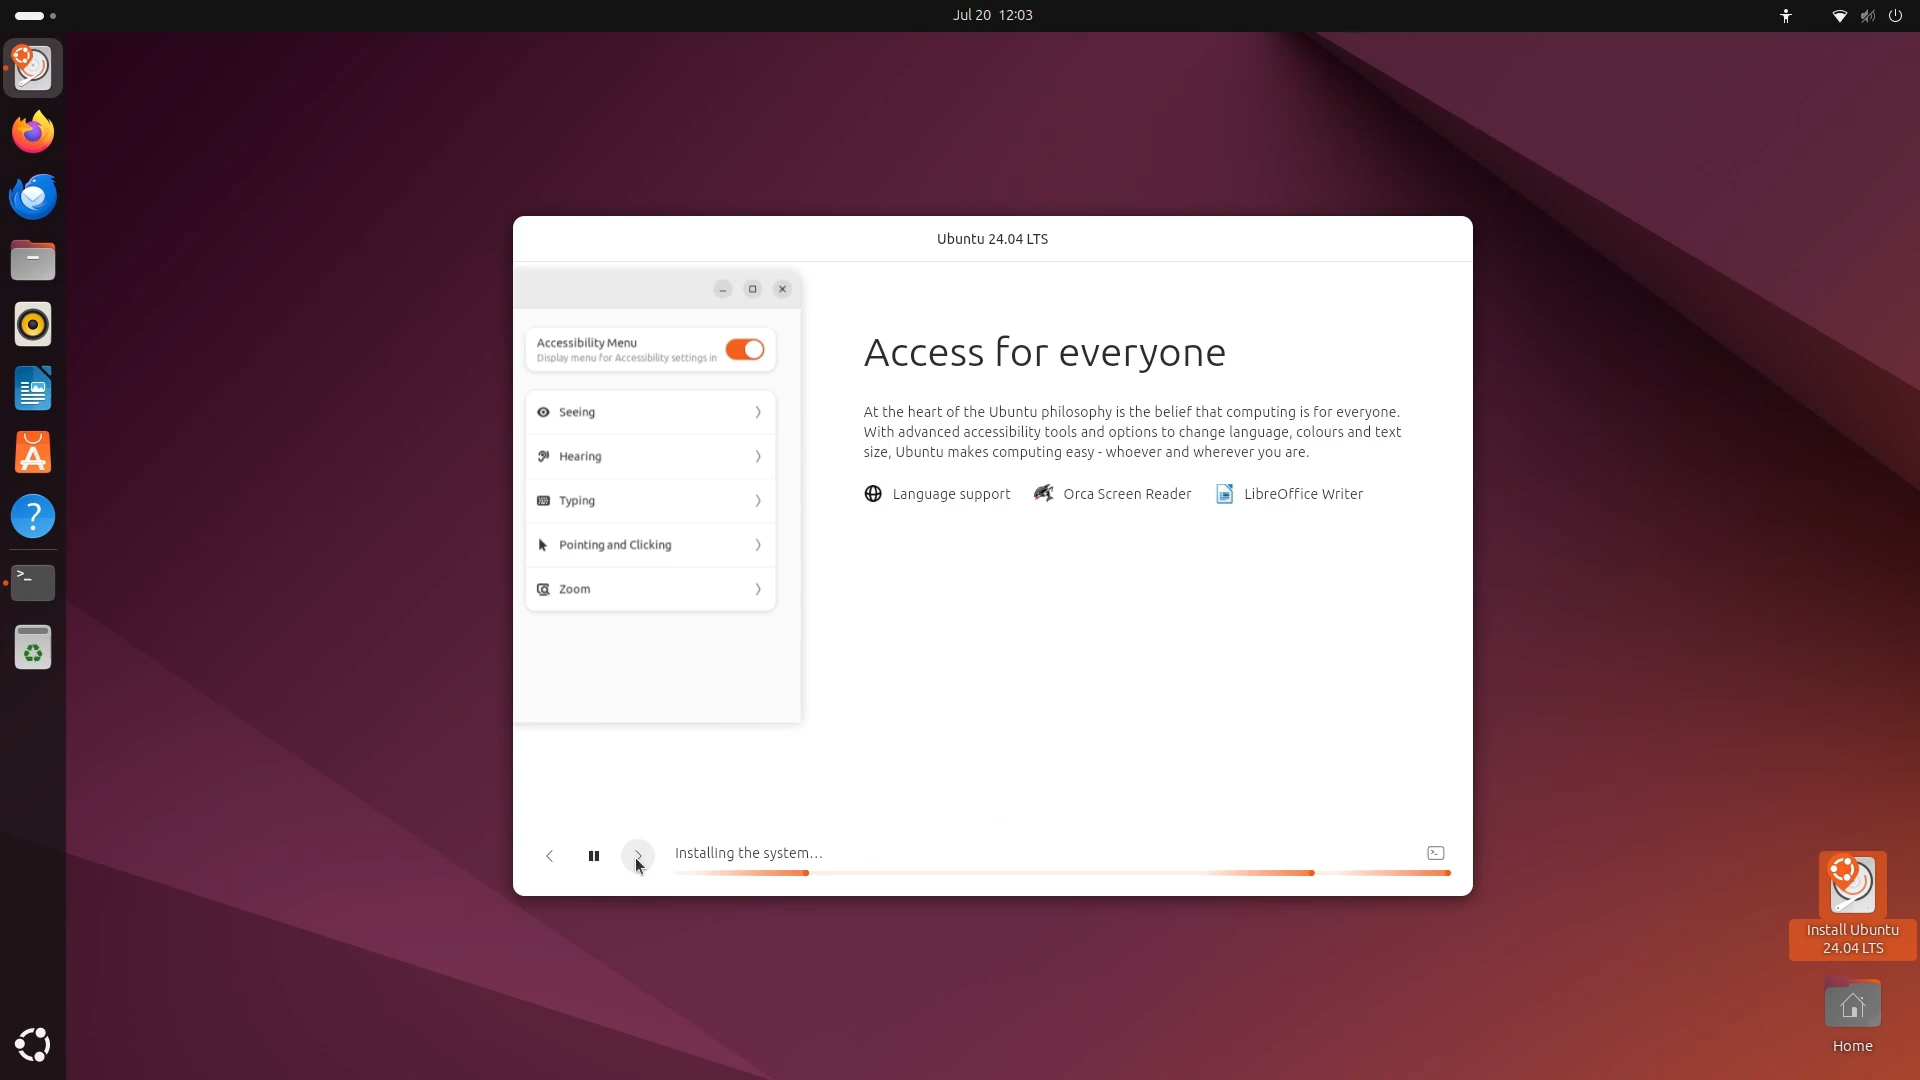 Jul 20 12:03
Ubuntu 24.04 LTS
Accessibility Menu
Display menu for Accessibility settings in
Seeing
Hearing
Typing
Pointing and Clicking
Zoom
Access for everyone
At the heart of the Ubuntu philosophy is the belief that computing is for everyone.
With advanced accessibility tools and options to change language, colours and text
size, Ubuntu makes computing easy - whoever and wherever you are.
Language support
Orca Screen Reader
LibreOffice Writer
Installing the system...
Install Ubuntu
24.04 LTS
Home